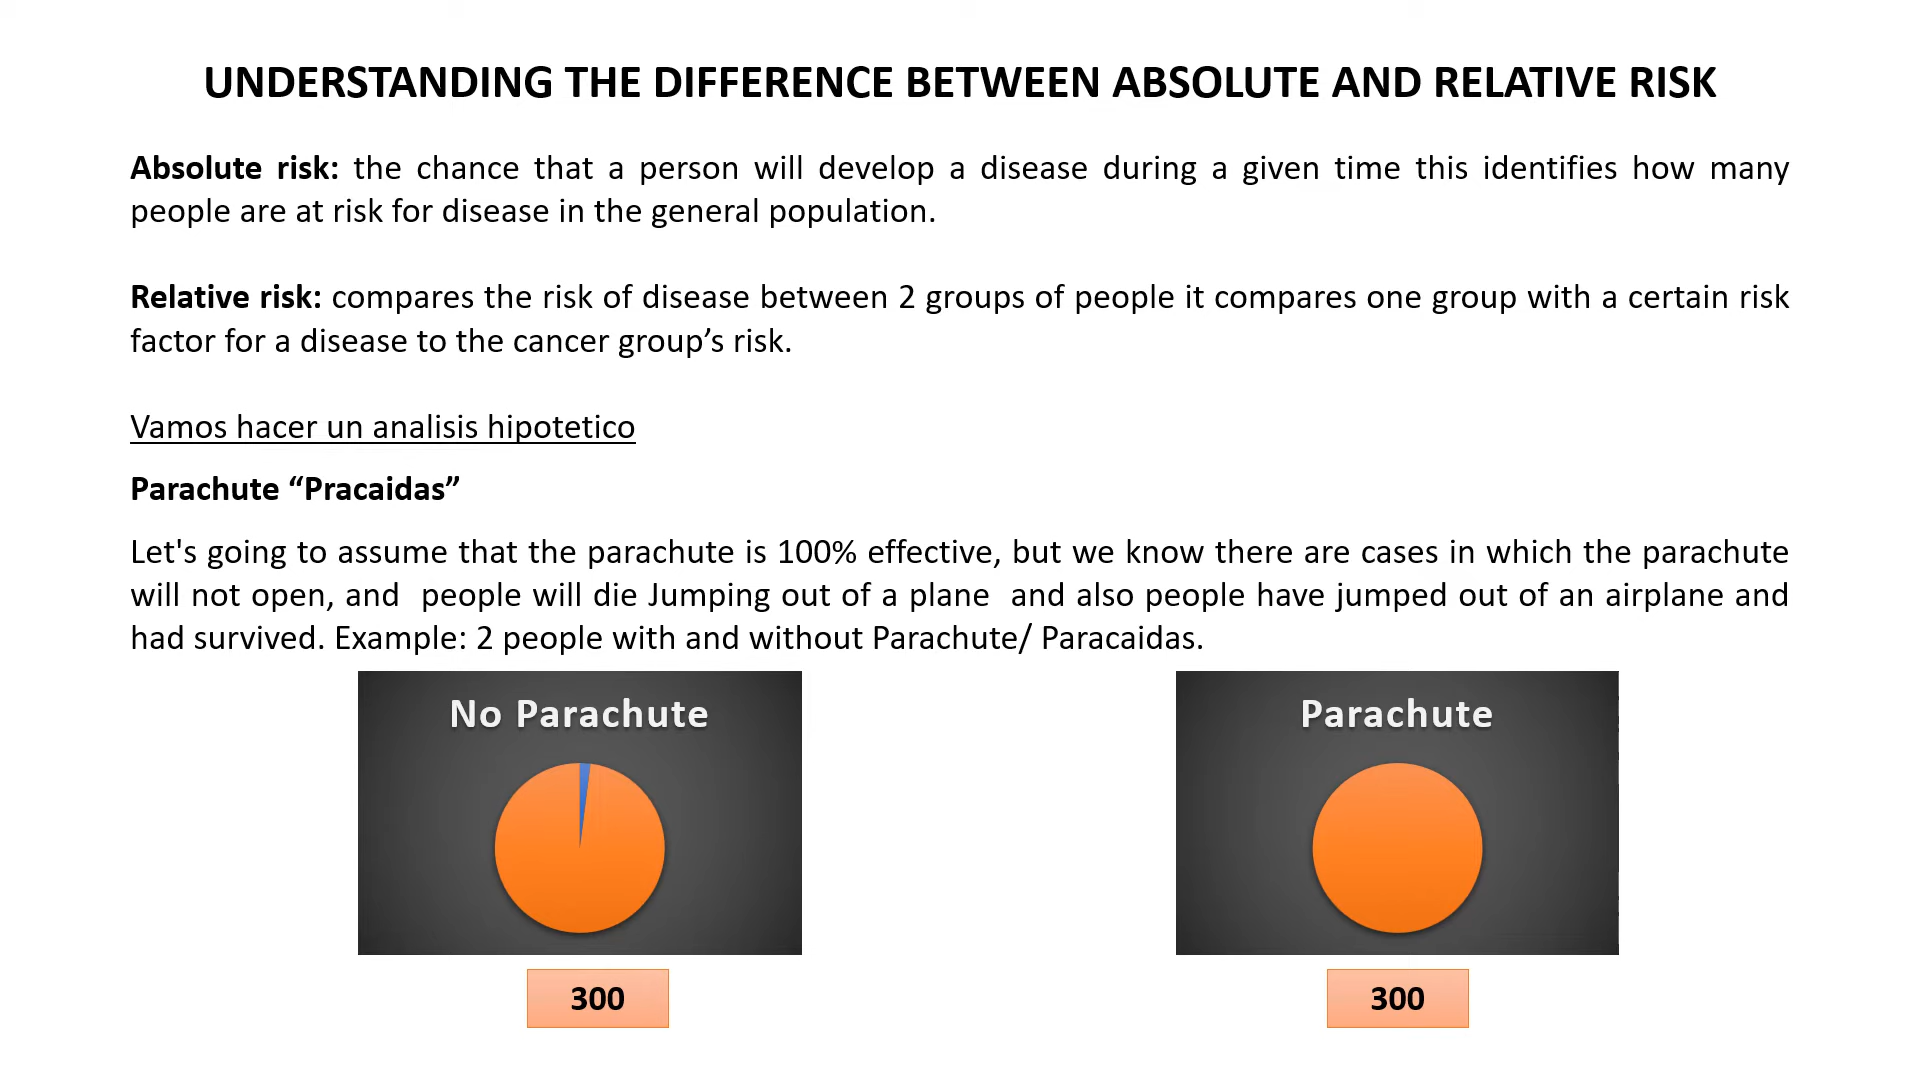 UNDERSTANDING THE DIFFERENCE BETWEEN ABSOLUTE AND RELATIVE RISK
Absolute risk: the chance that a person will develop a disease during a given time this identifies how many
people are at risk for disease in the general population.
Relative risk: compares the risk of disease between 2 groups of people it compares one group with a certain risk
factor for a disease to the cancer group’s risk.
Vamos hacer un analisis hipotetico
Parachute “Pracaidas”
Let's going to assume that the parachute is 100% effective, but we know there are cases in which the parachute
will not open, and people will die Jumping out of a plane and also people have jumped out of an airplane and
had survived. Example: 2 people with and without Parachute/ Paracaidas.
No Parachute
Parachute
300
300